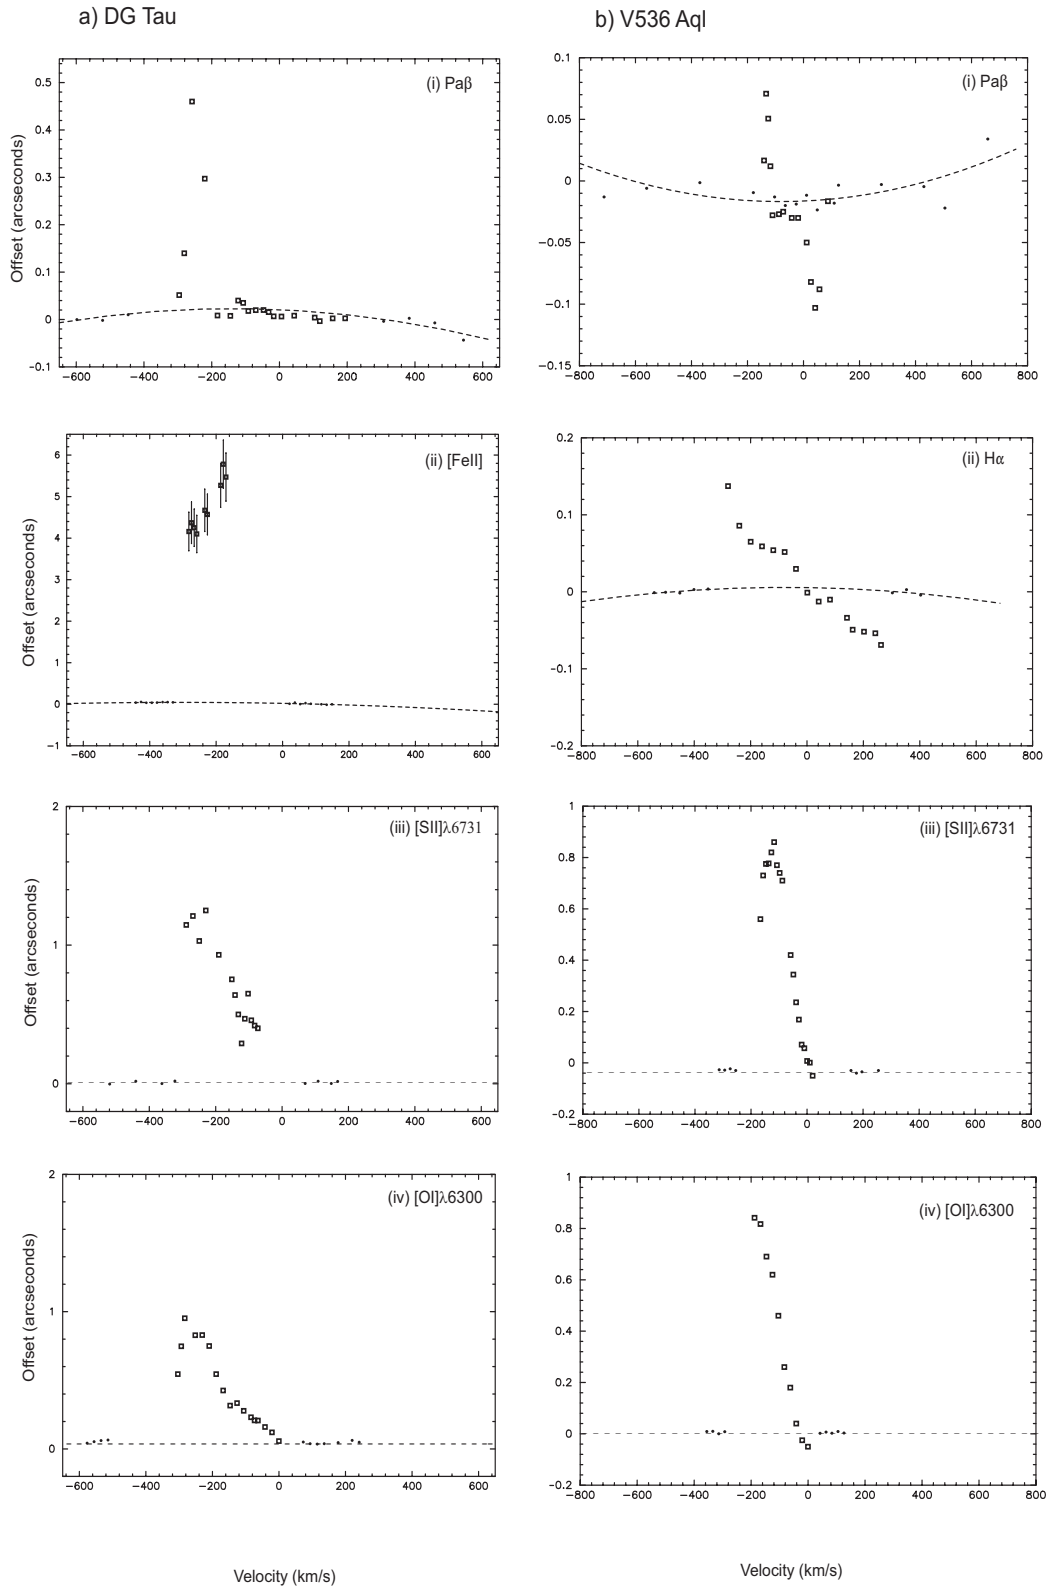 a) DG Tau
b) V536 Aql
(i) Paβ
0.5
0.4
0.3
0.2
0.1
0
−0.1
−600 −400 −200 0 200 400 600
Offset (arcseconds)
(i) Paβ
0.1
0.05
0
−0.05
−0.1
−0.15
−800 −600 −400 −200 0 200 400 600 800
(ii) [FeII]
6
5
4
3
2
1
0
−1
−600 −400 −200 0 200 400 600
Offset (arcseconds)
(ii) Hα
0.2
0.1
0
−0.1
−0.2
−800 −600 −400 −200 0 200 400 600 800
(iii) [SII]λ6731
2
1
0
−600 −400 −200 0 200 400 600
Offset (arcseconds)
(iii) [SII]λ6731
1
0.8
0.6
0.4
0.2
0
−0.2
−800 −600 −400 −200 0 200 400 600 800
(iv) [OI]λ6300
2
1
0
−600 −400 −200 0 200 400 600
Offset (arcseconds)
(iv) [OI]λ6300
1
0.8
0.6
0.4
0.2
0
−0.2
−800 −600 −400 −200 0 200 400 600 800
Velocity (km/s)
Velocity (km/s)